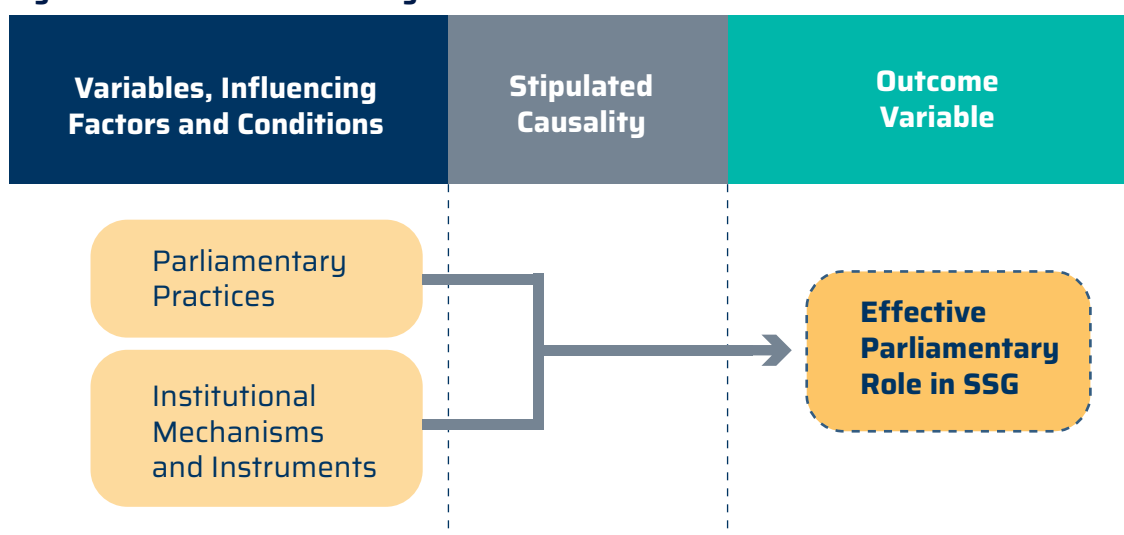 Variables, Influencing
Factors and Conditions
Stipulated
Causality
Outcome
Variable
Parliamentary
Practices
Institutional
Mechanisms
and Instruments
Effective
Parliamentary
Role in SSG